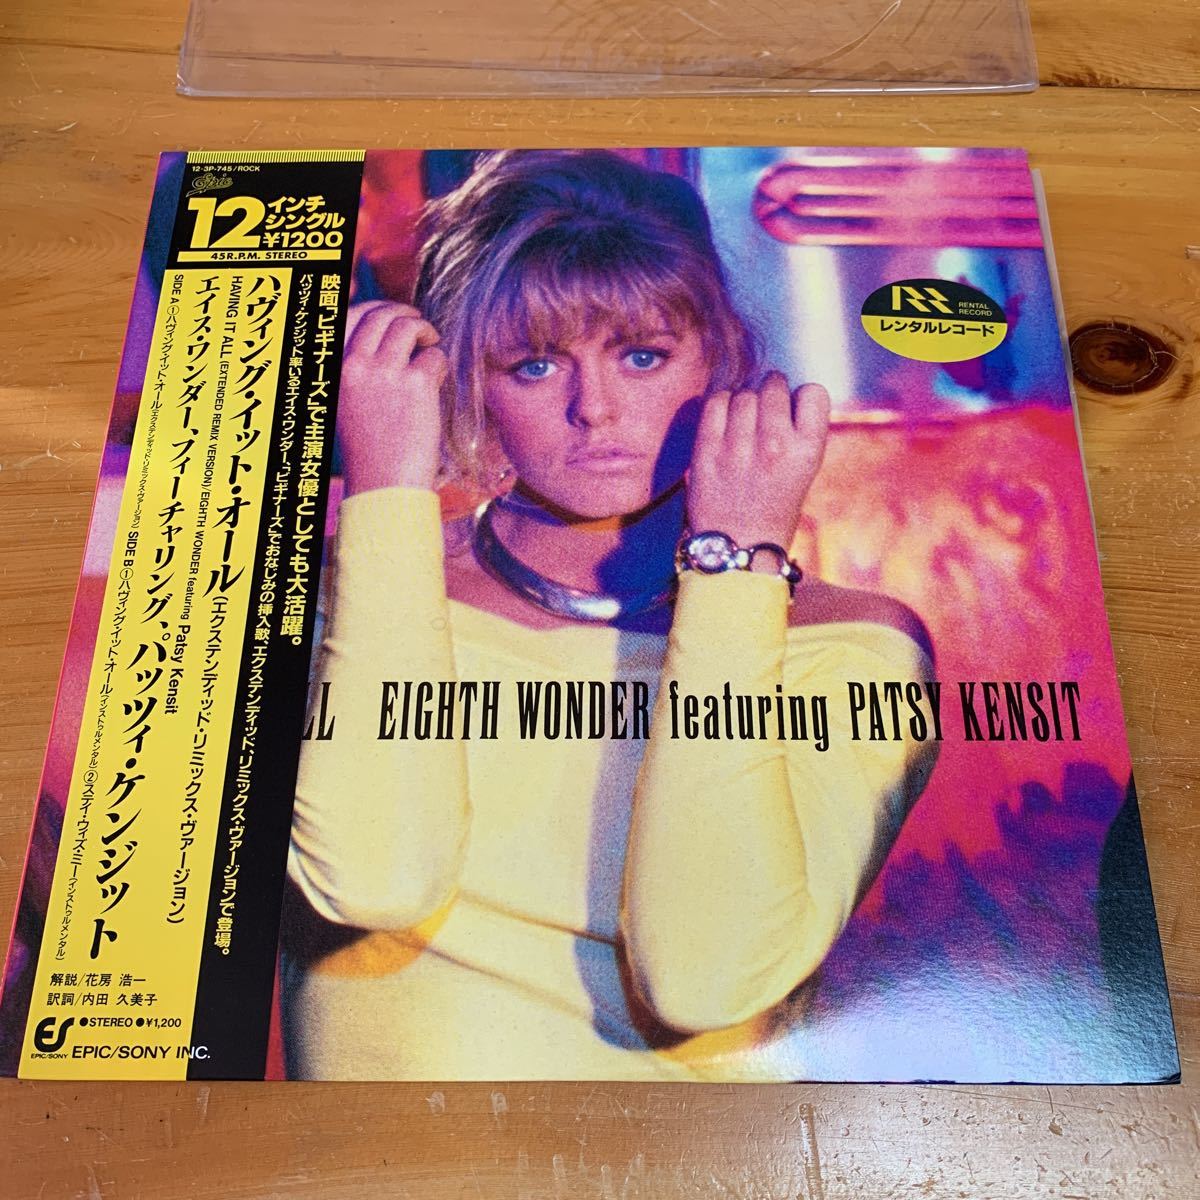 12・3P-745/ROCK
Epic
12インチ
シングル
¥1200
45R.P.M. STEREO
映画「ビギナーズ」で主演女優としても大活躍。
パッツィ・ケンジット率いるエイス・ワンダー、「ビギナーズ」でおなじみの挿入歌、エクステンディッド、リミックス・ヴァージョンで登場。
ハヴィング・イット・オール(エクステンディッド・リミックス・ヴァージョン)
HAVING IT ALL (EXTENDED REMIX VERSION)/EIGHTH WONDER featuring Patsy Kensit
エイス・ワンダー、フィーチャリング、パッツィ・ケンジット
SIDE A①ハヴィング・イット・オール(エクステンディッド・リミックス・ヴァージョン) SIDE B①ハヴィング・イット・オール(インストゥルメンタル)②ステイ・ウィズ・ミー(インストゥルメンタル)
解説/花房 浩一
訳詞/内田 久美子
ES
EPIC/SONY
●STEREO ●¥1,200
EPIC/SONY INC.
RR
RENTAL
RECORD
レンタルレコード
LL EIGHTH WONDER featuring PATSY KENSIT